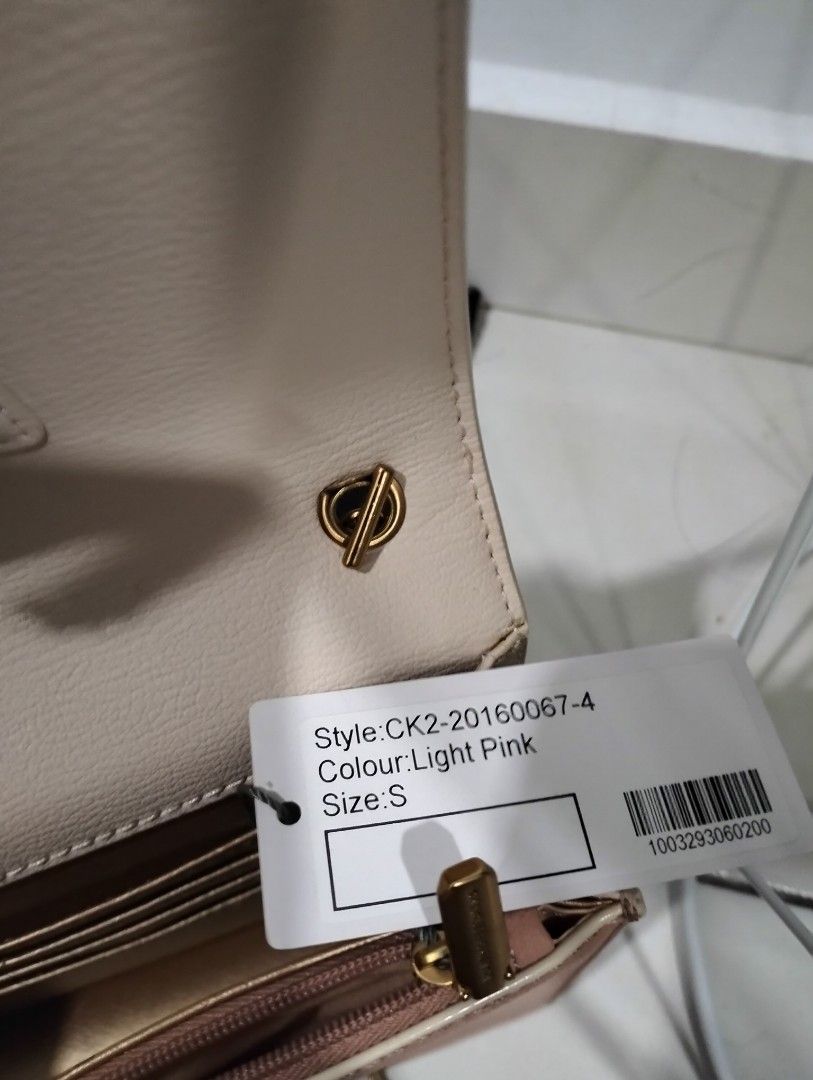 Style:CK2-20160067-4
Colour:Light Pink
Size:S
1003293060200